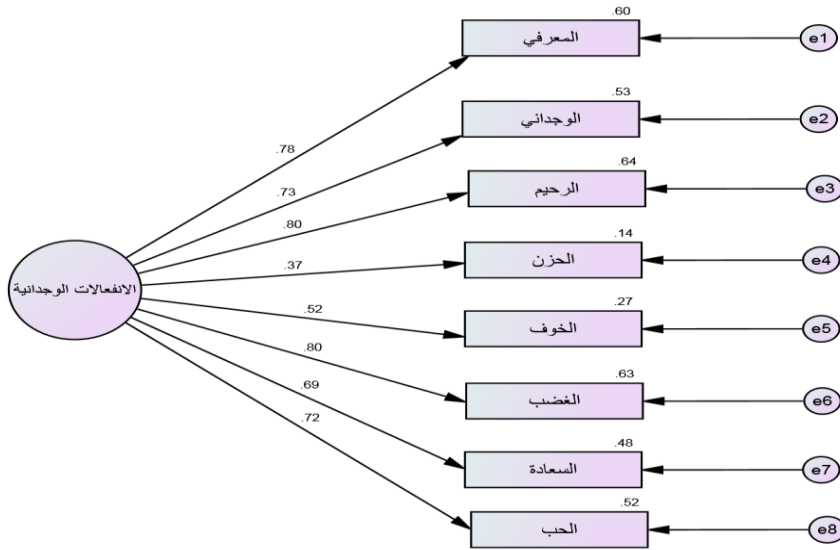 .60
المعرفي
e1
.53
الوجداني
e2
.78
.64
الرحيم
e3
.73
.80
.14
الحزن
e4
.37
الانفعالات الوجدانية
.27
الخوف
e5
.52
.80
.63
الغضب
e6
.69
.48
السعادة
e7
.72
.52
الحب
e8